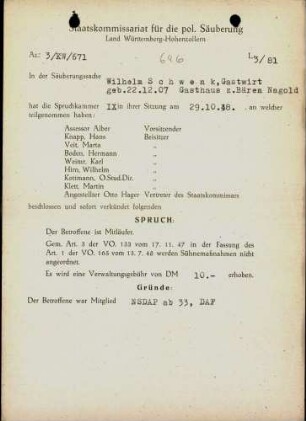 Staatskommissariat für die pol. Säuberung
Land Württemberg-Hohenzollern
Az.: 3/XV/671
696
L3/81
In der Säuberungssache
Wilhelm S c h w e n k, Gastwirt
geb.22.12.07 Gasthaus z.Bären Nagold
hat die Spruchkammer IX in ihrer Sitzung am 29.10.48. an welcher
teilgenommen haben:
Assessor Alber Vorsitzender
Knapp, Hans Beisitzer
Veit, Marta "
Boden, Hermann "
Weimer, Karl "
Hirn, Wilhelm "
Kottmann, O.Stud.Dir. "
Klett, Martin "
Angestellter Otto Hager Vertreter des Staatskommissars
beschlossen und sofort verkündet folgenden
SPRUCH:
Der Betroffene ist Mitläufer.
Gem. Art. 3 der VO. 133 vom 17. 11. 47 in der Fassung des
Art. 1 der VO. 165 vom 13. 7. 48 werden Sühnemaßnahmen nicht
angeordnet.
Es wird eine Verwaltungsgebühr von DM 10.- erhoben.
Gründe:
Der Betroffene war Mitglied NSDAP ab 33, DAF